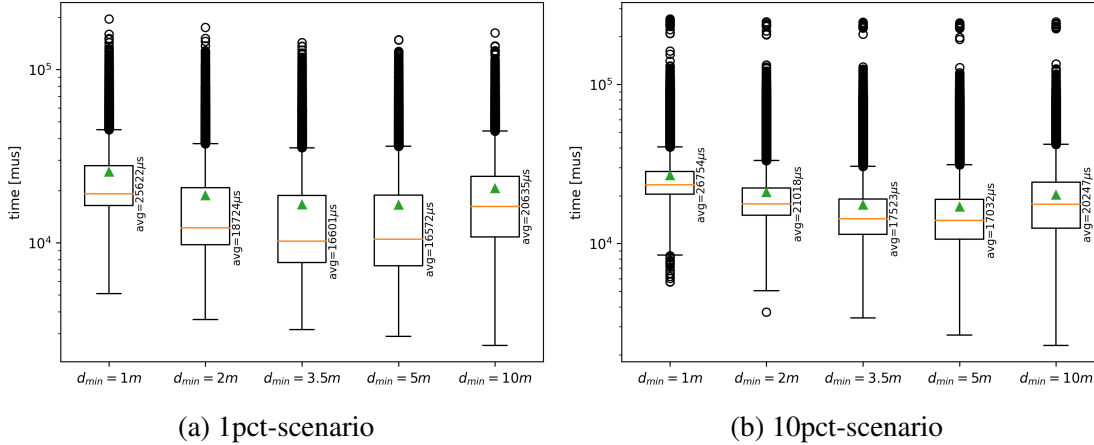 time [mus]
10^5
10^4
avg=25622μs
avg=18724μs
avg=16601μs
avg=16572μs
avg=20635μs
d_min = 1m
d_min = 2m
d_min = 3.5m
d_min = 5m
d_min = 10m
(a) 1pct-scenario
time [mus]
10^5
10^4
avg=26754μs
avg=21018μs
avg=17523μs
avg=17032μs
avg=20247μs
d_min = 1m
d_min = 2m
d_min = 3.5m
d_min = 5m
d_min = 10m
(b) 10pct-scenario